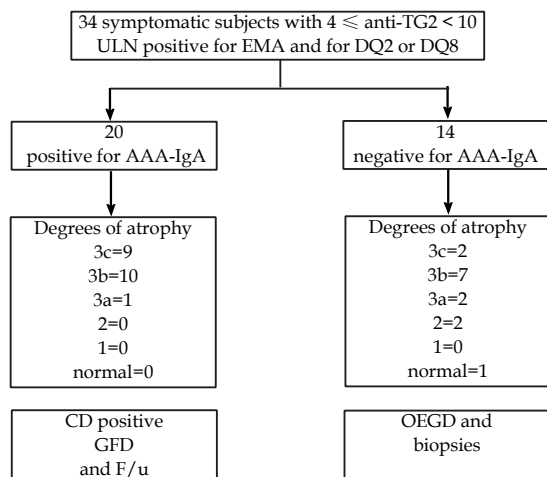 34 symptomatic subjects with 4 ⩽ anti-TG2 < 10
ULN positive for EMA and for DQ2 or DQ8
20
positive for AAA-IgA
14
negative for AAA-IgA
Degrees of atrophy
3c=9
3b=10
3a=1
2=0
1=0
normal=0
Degrees of atrophy
3c=2
3b=7
3a=2
2=2
1=0
normal=1
CD positive
GFD
and F/u
OEGD and
biopsies